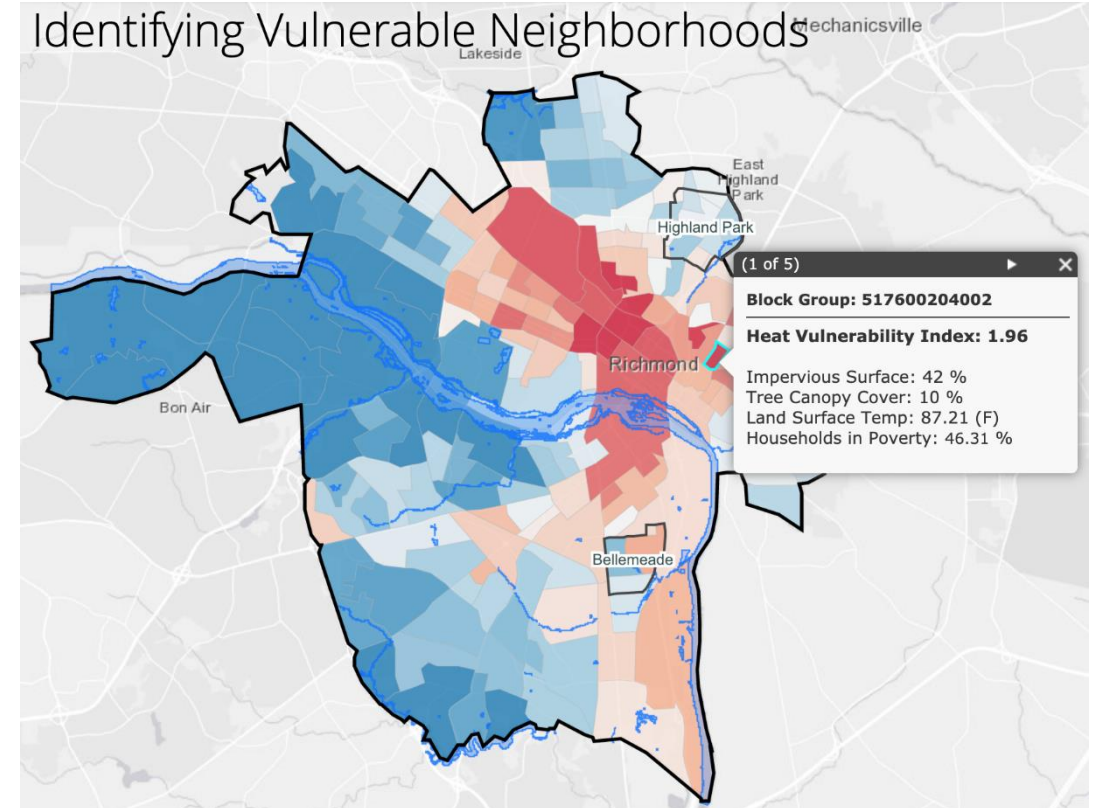 Identifying Vulnerable Neighborhoods
Mechanicsville
Lakeside
East
Highland
Park
Highland Park
(1 of 5)
Block Group: 517600204002
Heat Vulnerability Index: 1.96
Richmond
Impervious Surface: 42 %
Tree Canopy Cover: 10 %
Land Surface Temp: 87.21 (F)
Households in Poverty: 46.31 %
Bon Air
Bellemeade